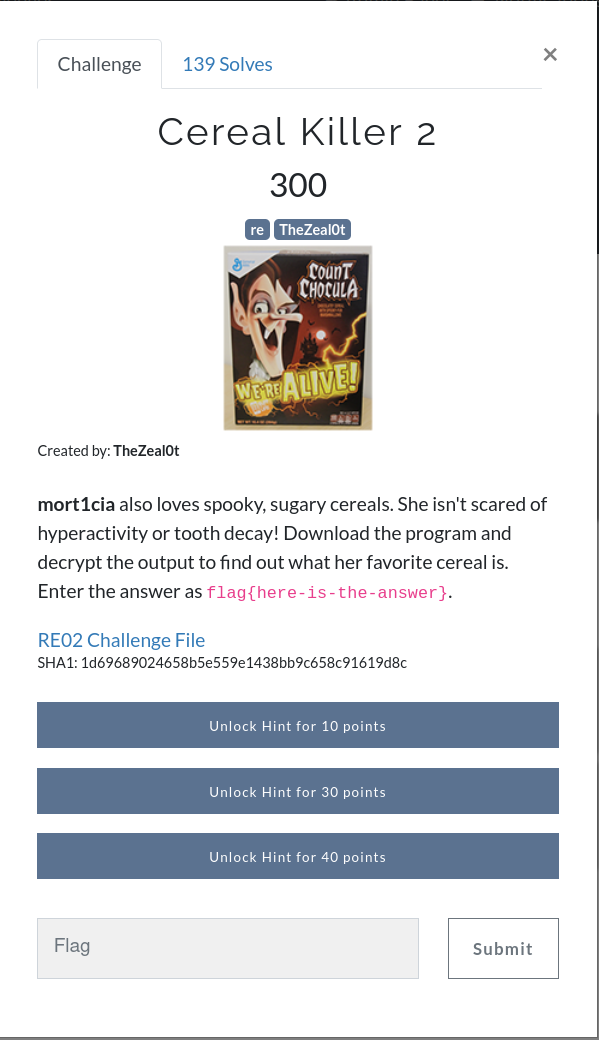 Challenge
139 Solves
×
Cereal Killer 2
300
re TheZeal0t
COUNT
CHOCULA
WE'RE ALIVE!
Created by: TheZeal0t
mort1cia also loves spooky, sugary cereals. She isn't scared of
hyperactivity or tooth decay! Download the program and
decrypt the output to find out what her favorite cereal is.
Enter the answer as flag{here-is-the-answer}.
RE02 Challenge File
SHA1: 1d69689024658b5e559e1438bb9c658c91619d8c
Unlock Hint for 10 points
Unlock Hint for 30 points
Unlock Hint for 40 points
Flag
Submit